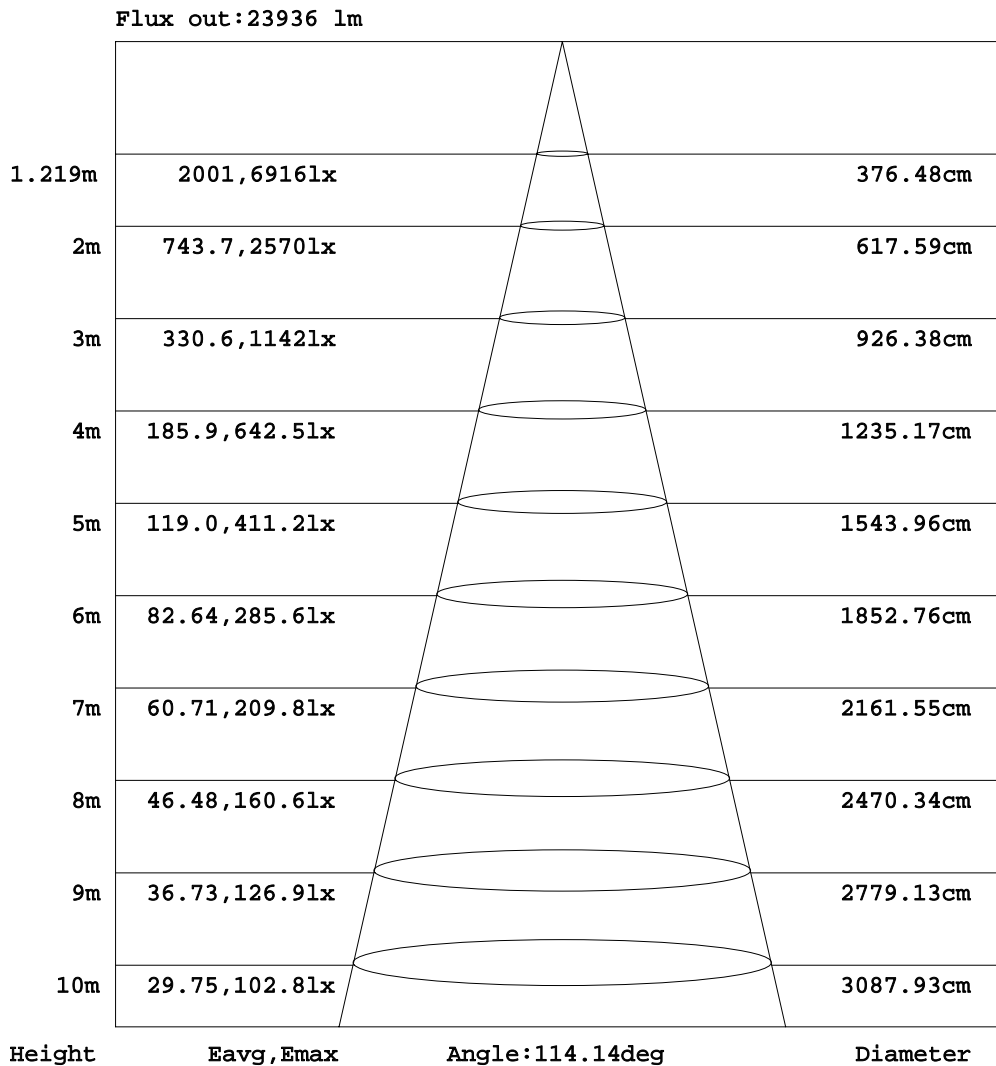 Flux out:23936 lm
1.219m 2001,6916lx 376.48cm
2m 743.7,2570lx 617.59cm
3m 330.6,1142lx 926.38cm
4m 185.9,642.5lx 1235.17cm
5m 119.0,411.2lx 1543.96cm
6m 82.64,285.6lx 1852.76cm
7m 60.71,209.8lx 2161.55cm
8m 46.48,160.6lx 2470.34cm
9m 36.73,126.9lx 2779.13cm
10m 29.75,102.8lx 3087.93cm
Height Eavg,Emax Angle:114.14deg Diameter